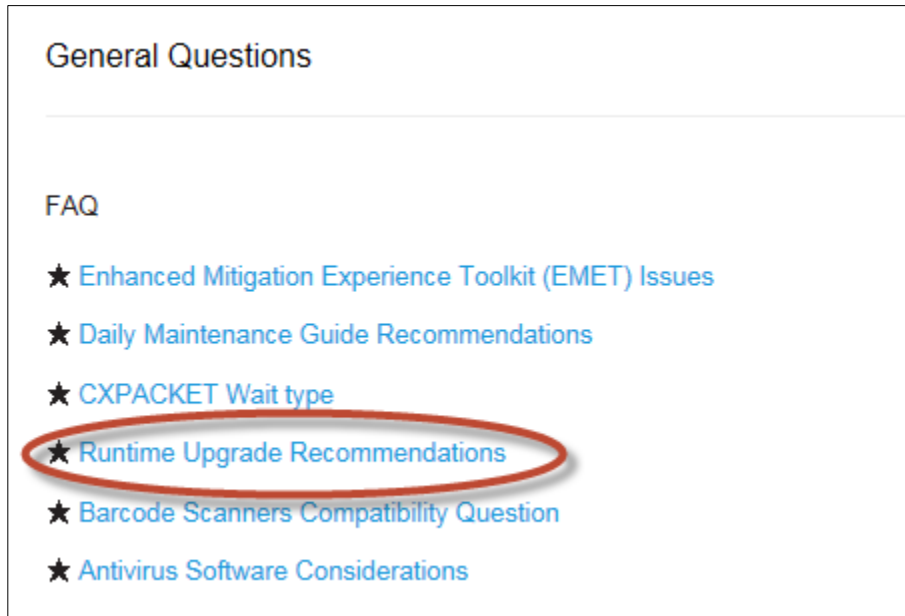 General Questions
FAQ
★ Enhanced Mitigation Experience Toolkit (EMET) Issues
★ Daily Maintenance Guide Recommendations
★ CXPACKET Wait type
★ Runtime Upgrade Recommendations
★ Barcode Scanners Compatibility Question
★ Antivirus Software Considerations